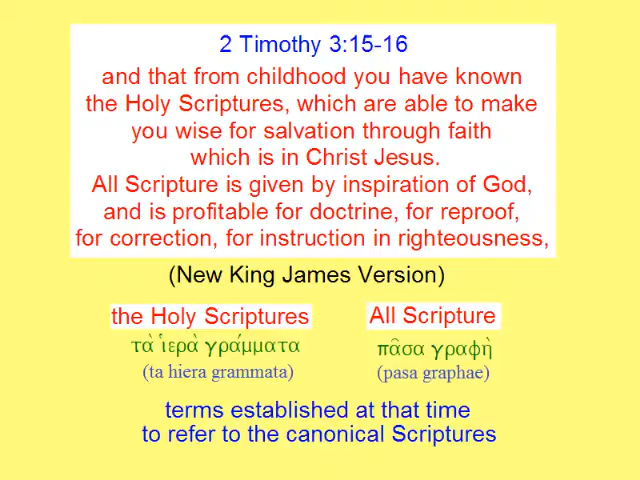 2 Timothy 3:15-16
and that from childhood you have known
the Holy Scriptures, which are able to make
you wise for salvation through faith
which is in Christ Jesus.
All Scripture is given by inspiration of God,
and is profitable for doctrine, for reproof,
for correction, for instruction in righteousness,
(New King James Version)
the Holy Scriptures
τὰ ἱερὰ γράμματα
(ta hiera grammata)
All Scripture
πᾶσα γραφὴ
(pasa graphae)
terms established at that time
to refer to the canonical Scriptures